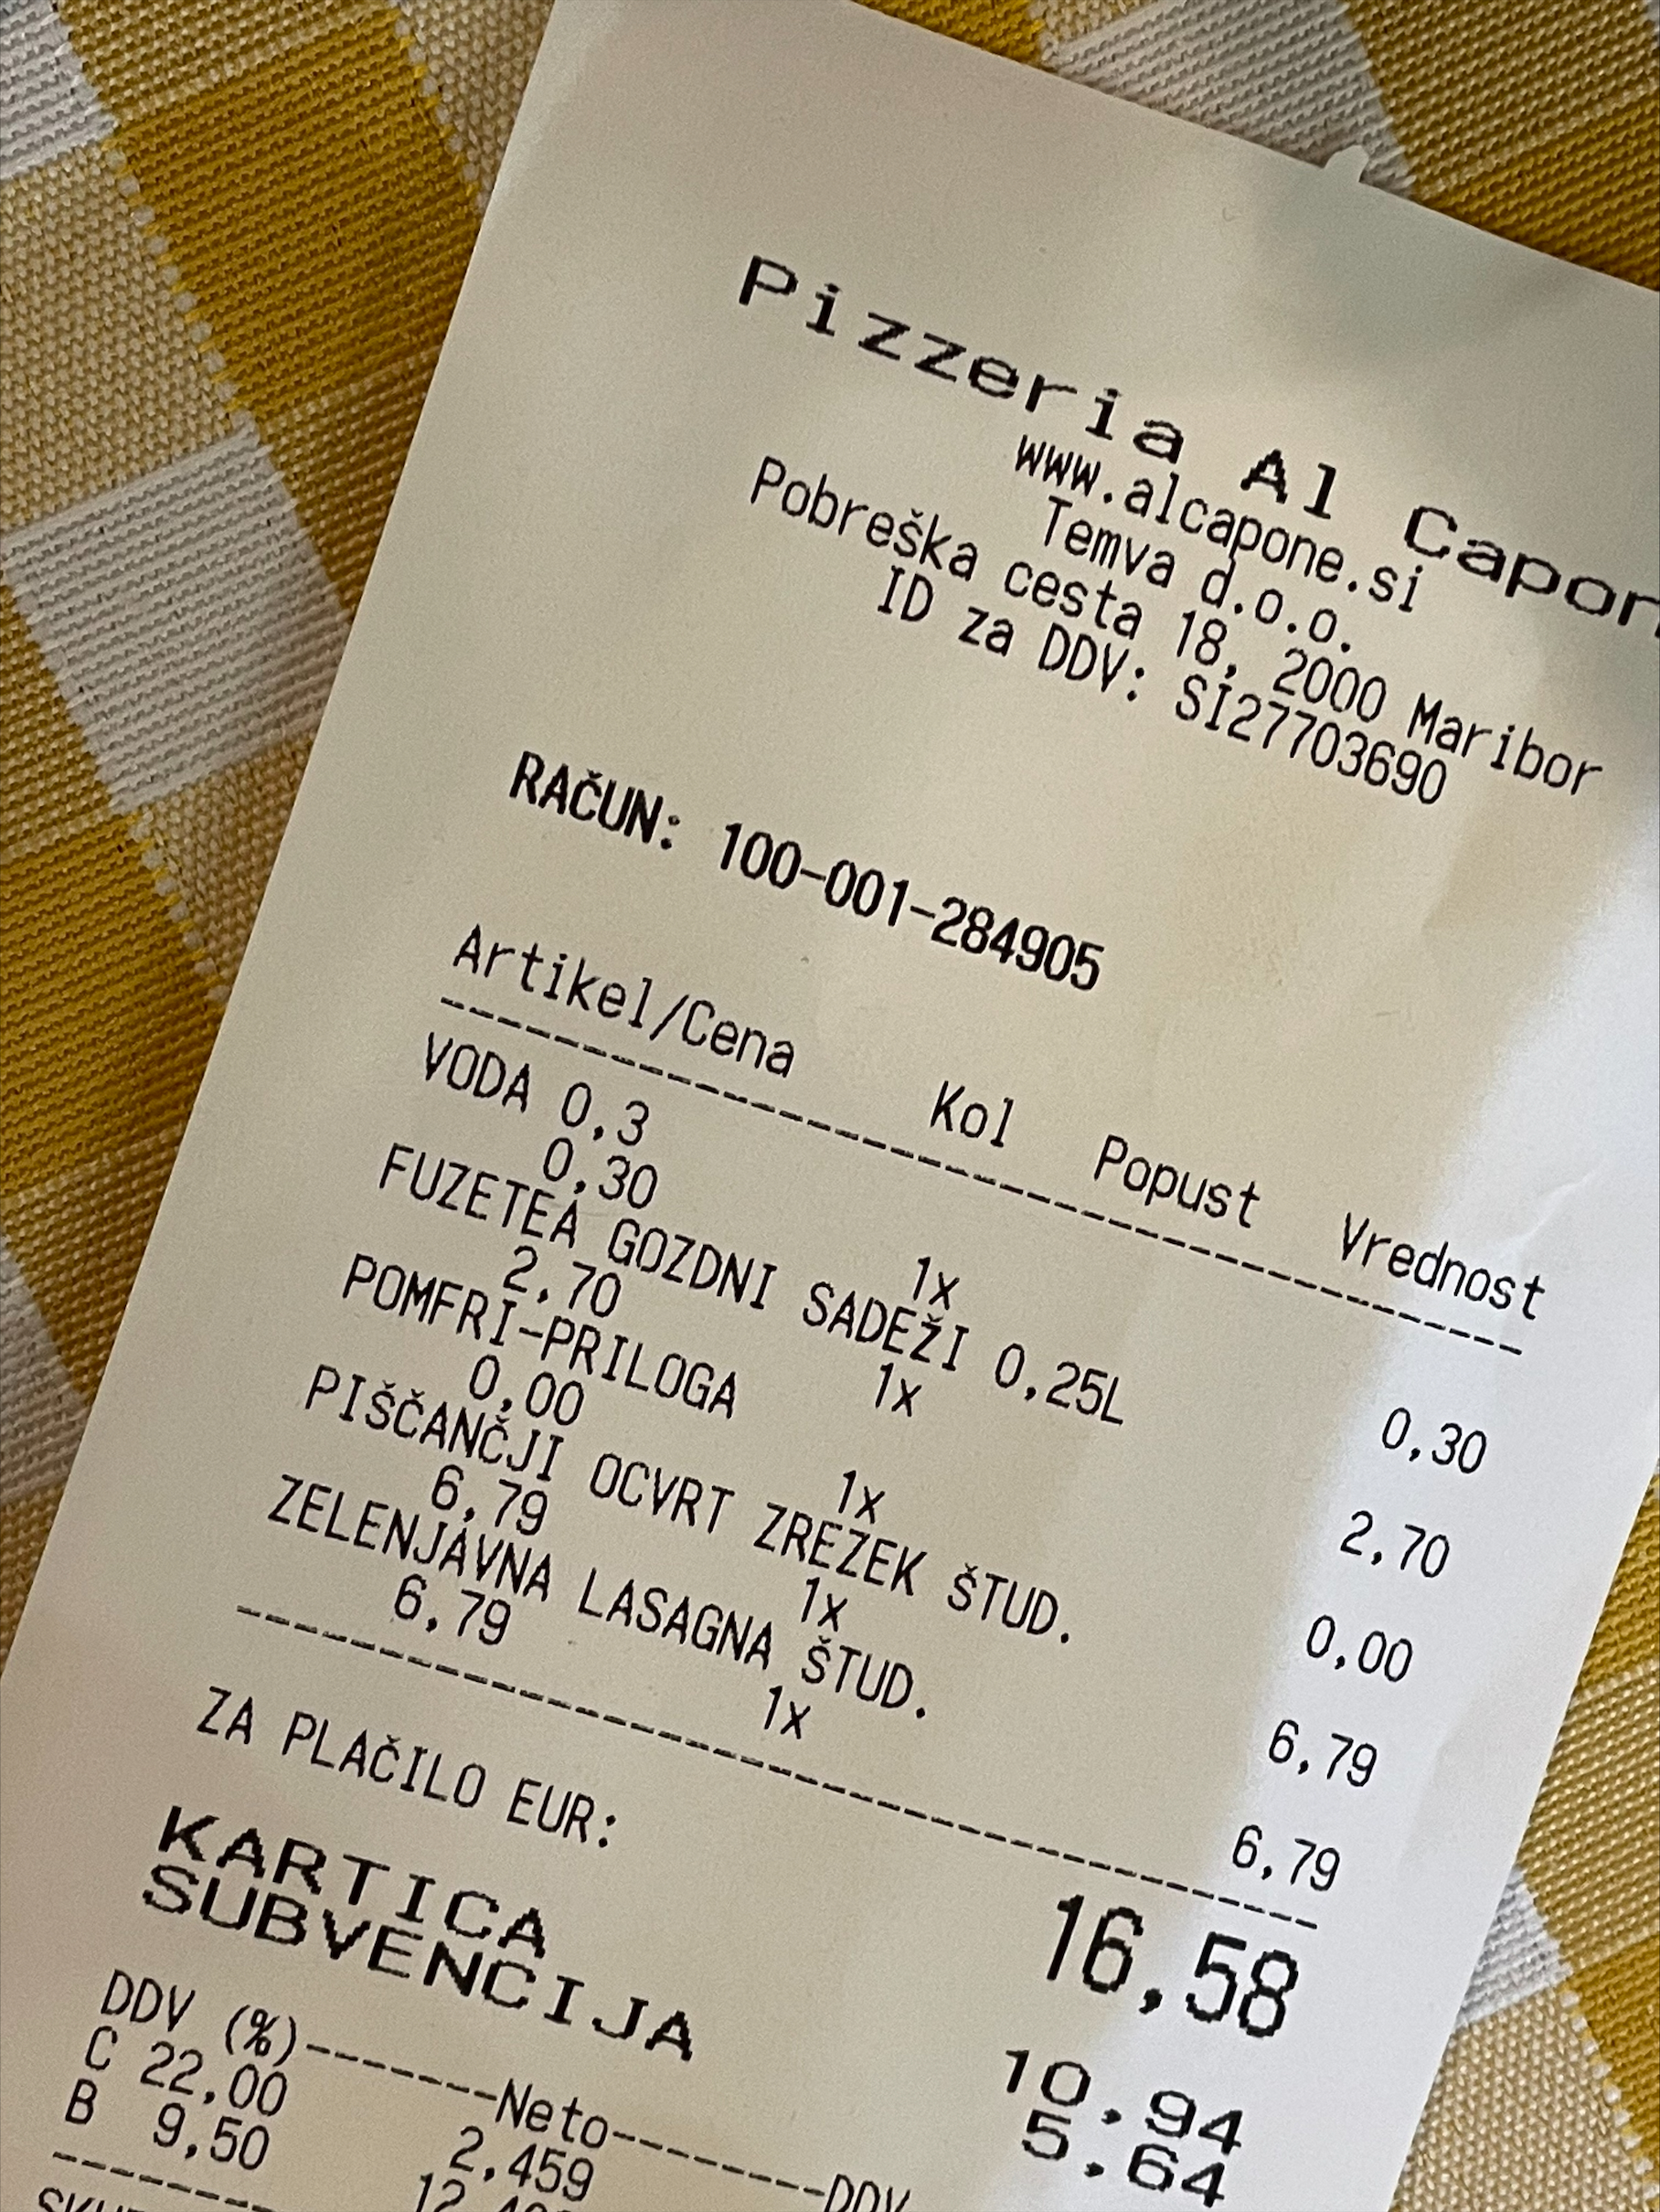 Pizzeria Al
www.alcapone.si
Temva d.o.o.
Pobreška cesta 18, 2000 Maribor
ID za DDV: SI27703690
RAČUN: 100-001-284905
Artikel/Cena Kol Popust Vrednost
VODA 0,3
0,30 1x 0,30
FUZETEA GOZDNI SADEŽI 0,25L
2,70 1x 2,70
POMFRI-PRILOGA
0,00 1x 0,00
PIŠČANČJI OCVRT ZREZEK ŠTUD.
6,79 1x 6,79
ZELENJAVNA LASAGNA ŠTUD.
6,79 1x 6,79
ZA PLAČILO EUR: 16,58
KARTICA 10,94
SUBVENCIJA 5,64
DDV (%)------Neto-------DDV
C 22,00 2,459
B 9,50